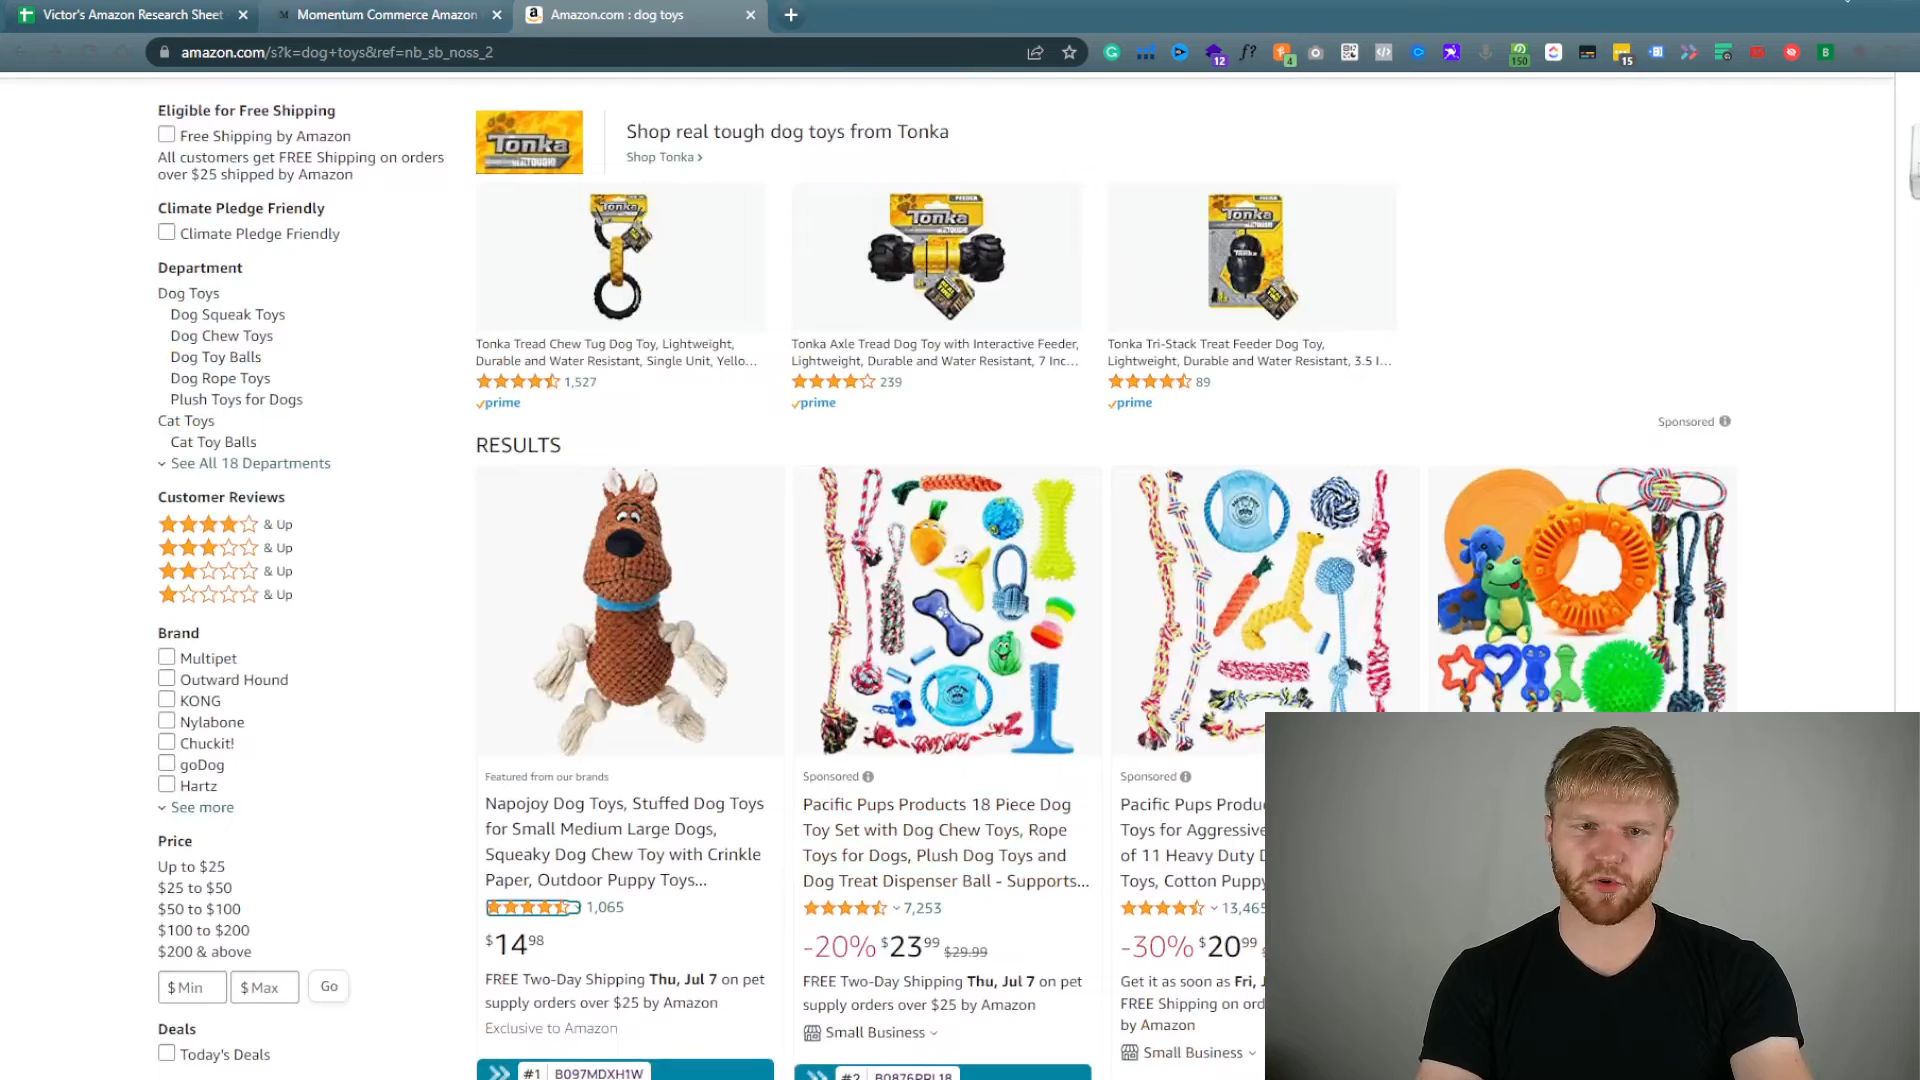 Victor's Amazon Research Sheet
Momentum Commerce Amazon
Amazon.com : dog toys
amazon.com/s?k=dog+toys&ref=nb_sb_noss_2
12
4
150
15
Eligible for Free Shipping
Free Shipping by Amazon
All customers get FREE Shipping on orders
over $25 shipped by Amazon
Climate Pledge Friendly
Climate Pledge Friendly
Department
Dog Toys
Dog Squeak Toys
Dog Chew Toys
Dog Toy Balls
Dog Rope Toys
Plush Toys for Dogs
Cat Toys
Cat Toy Balls
See All 18 Departments
Customer Reviews
& Up
& Up
& Up
& Up
Brand
Multipet
Outward Hound
KONG
Nylabone
Chuckit!
goDog
Hartz
See more
Price
Up to $25
$25 to $50
$50 to $100
$100 to $200
$200 & above
$ Min
$ Max
Go
Deals
Today's Deals
Tonka
Shop real tough dog toys from Tonka
Shop Tonka ›
Tonka
Tonka
Tonka
Tonka Tread Chew Tug Dog Toy, Lightweight,
Durable and Water Resistant, Single Unit, Yello...
1,527
prime
Tonka Axle Tread Dog Toy with Interactive Feeder,
Lightweight, Durable and Water Resistant, 7 Inc...
239
prime
Tonka Tri-Stack Treat Feeder Dog Toy,
Lightweight, Durable and Water Resistant, 3.5 I...
89
prime
Sponsored
RESULTS
Featured from our brands
Napojoy Dog Toys, Stuffed Dog Toys
for Small Medium Large Dogs,
Squeaky Dog Chew Toy with Crinkle
Paper, Outdoor Puppy Toys...
1,065
$14.98
FREE Two-Day Shipping Thu, Jul 7 on pet
supply orders over $25 by Amazon
Exclusive to Amazon
#1 B097MDXH1W
Sponsored
Pacific Pups Products 18 Piece Dog
Toy Set with Dog Chew Toys, Rope
Toys for Dogs, Plush Dog Toys and
Dog Treat Dispenser Ball - Supports...
7,253
-20% $23.99 $29.99
FREE Two-Day Shipping Thu, Jul 7 on pet
supply orders over $25 by Amazon
Small Business
#2 B0876PPL18
Sponsored
Pacific Pups Produ
Toys for Aggressive
of 11 Heavy Duty
Toys, Cotton Puppy
13,465
-30% $20.99
Get it as soon as Fri,
FREE Shipping on ord
by Amazon
Small Business